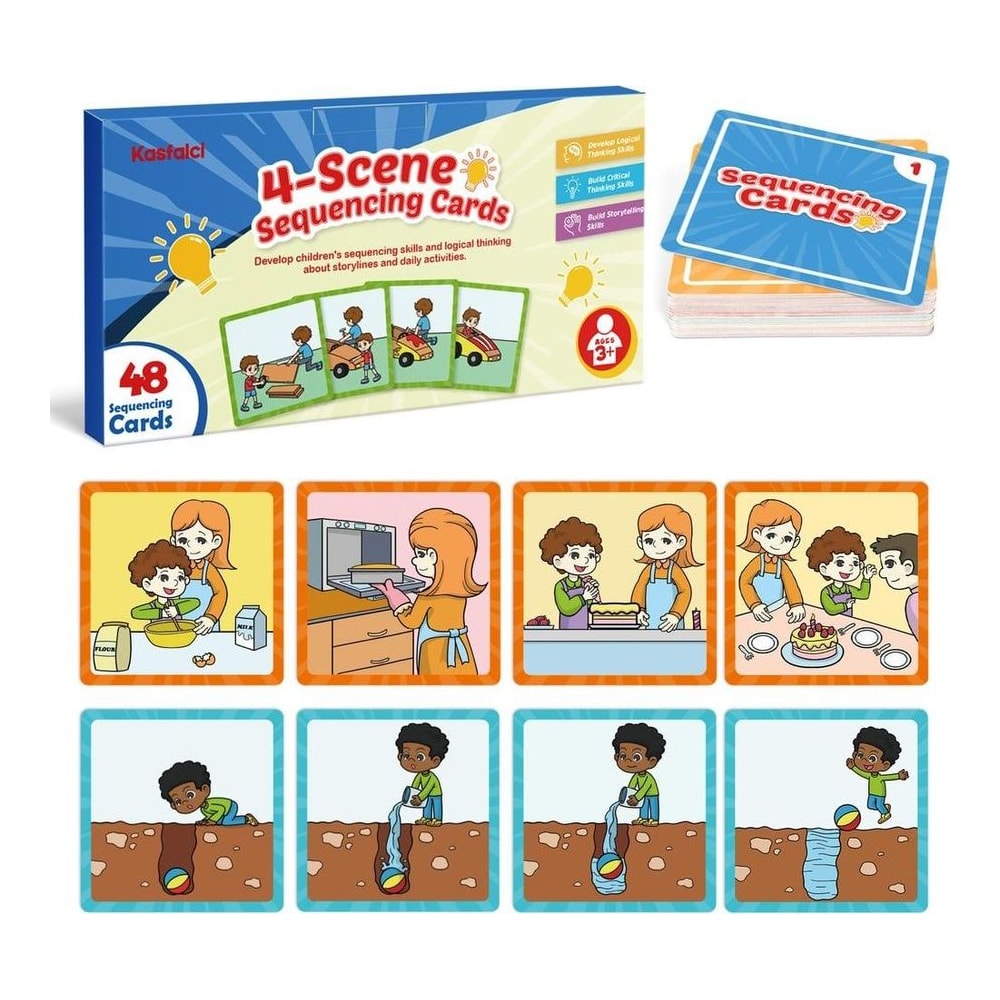 Kasfalci
4-Scene
Sequencing Cards
Develop children's sequencing skills and logical thinking
about storylines and daily activities.
Develop Logical
Thinking Skills
Build Critical
Thinking Skills
Build Storytelling
Skills
AGES
3+
48
Sequencing
Cards
1
Sequencing
Cards
FLOUR
MILK